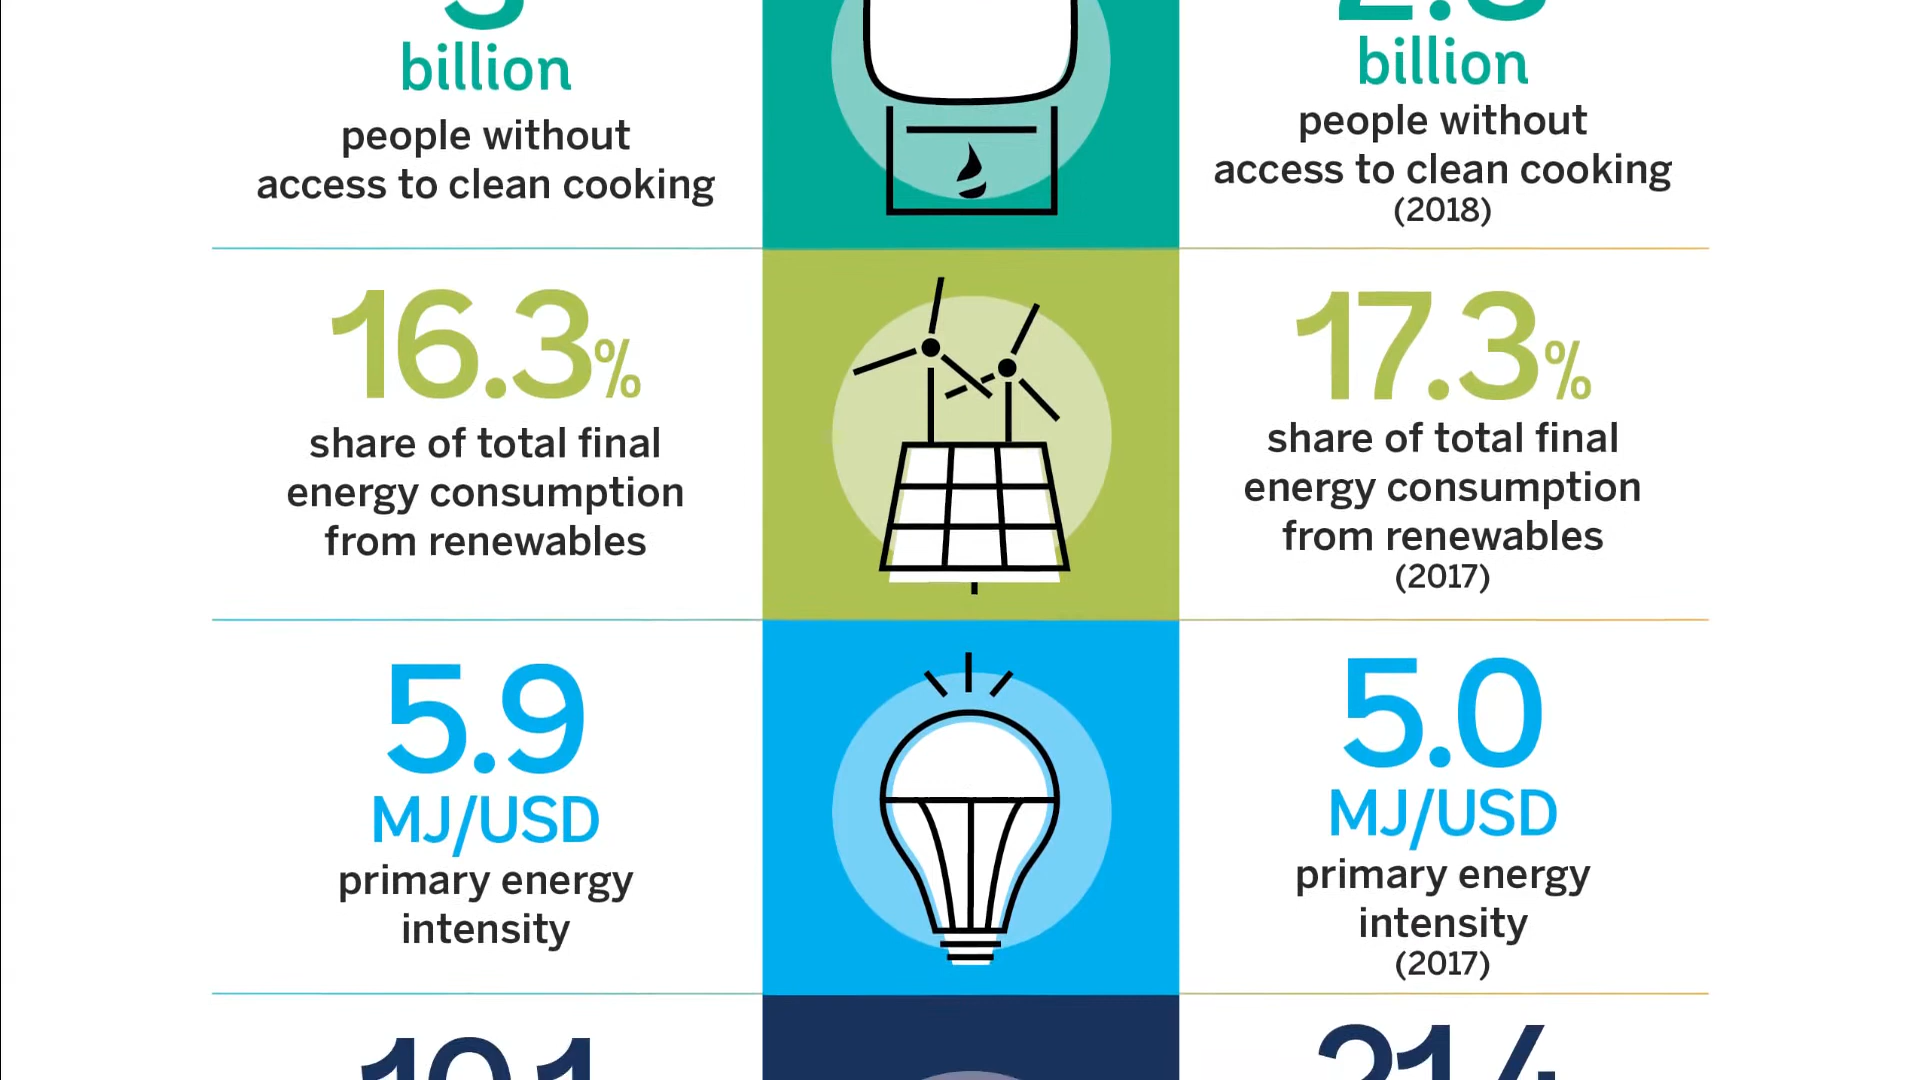 billion
people without
access to clean cooking
billion
people without
access to clean cooking
(2018)
16.3%
share of total final
energy consumption
from renewables
17.3%
share of total final
energy consumption
from renewables
(2017)
5.9
MJ/USD
primary energy
intensity
5.0
MJ/USD
primary energy
intensity
(2017)